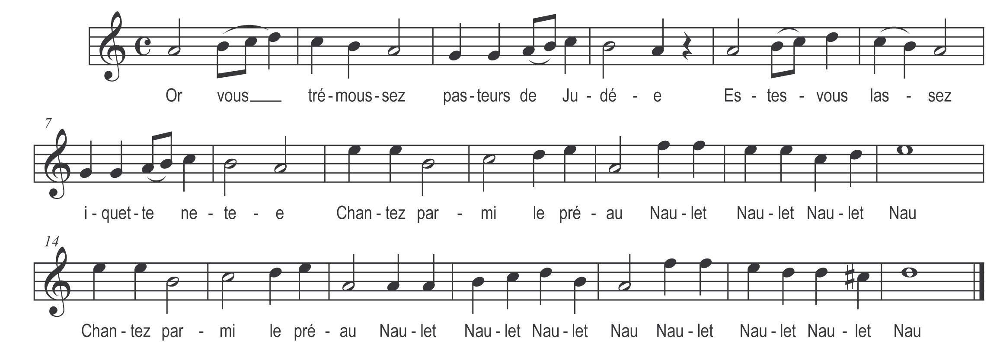 Or vous____ tré - mous - sez pas - teurs de Ju - dé - e Es - tes - vous las - sez
7
i - quet - te ne - te - e Chan - tez par - mi le pré - au Nau - let Nau - let Nau - let Nau
14
Chan - tez par - mi le pré - au Nau - let Nau - let Nau - let Nau Nau - let Nau - let Nau - let Nau